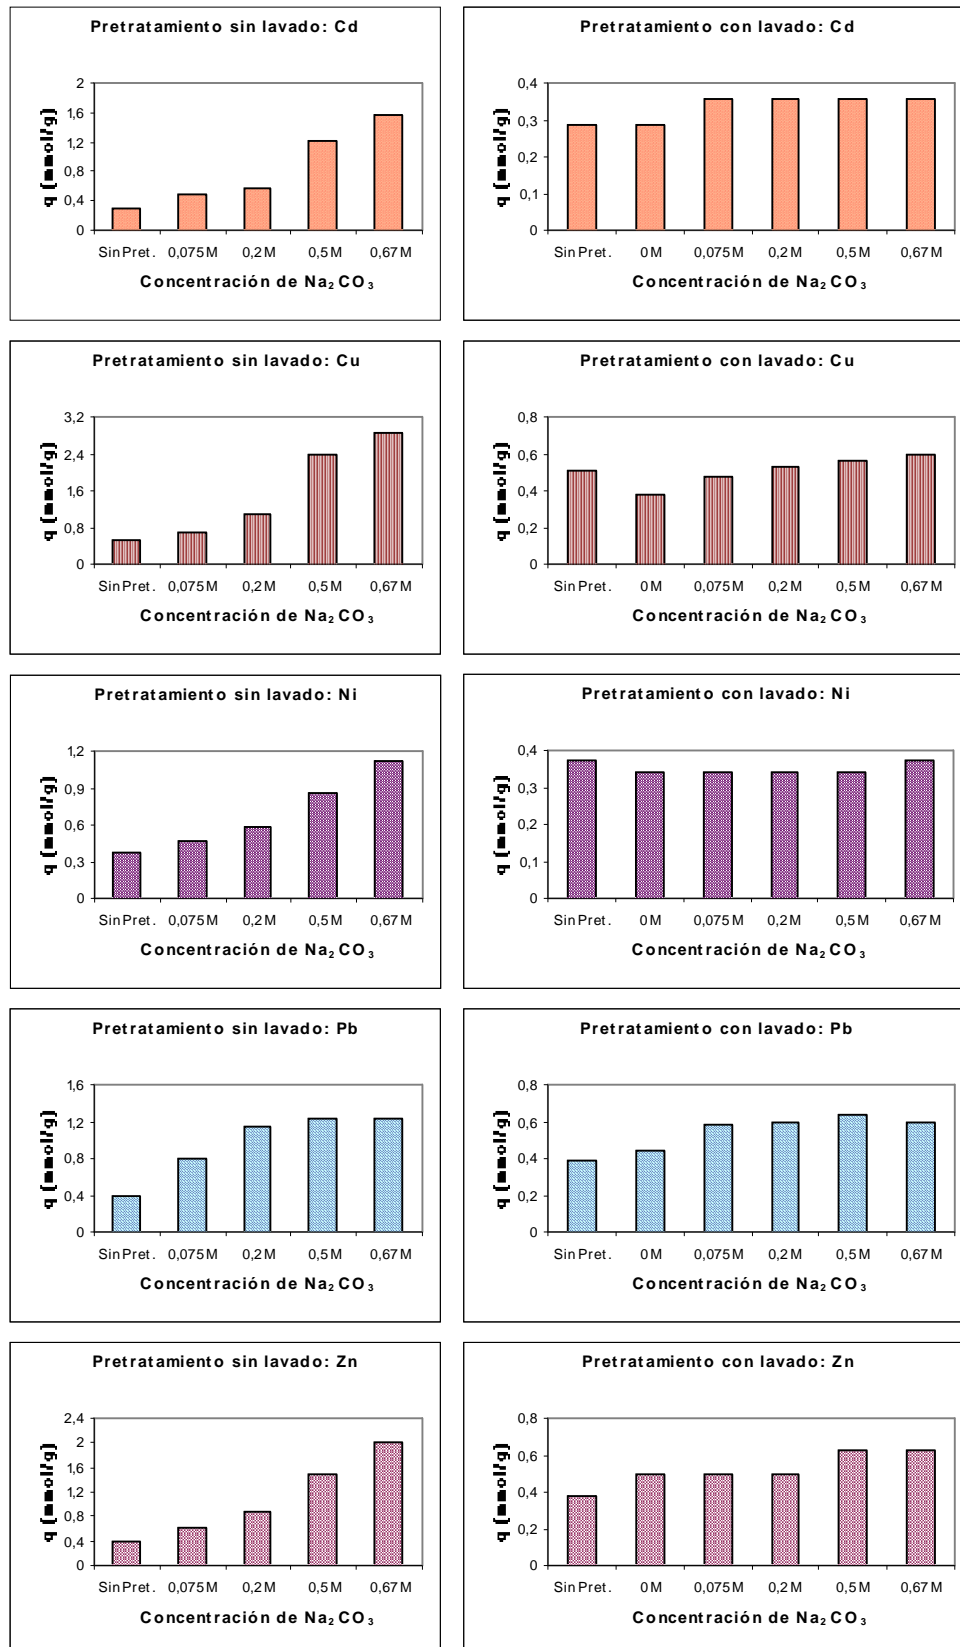 Pretratamiento sin lavado: Cd
q (mmol/g)
2
1,6
1,2
0,8
0,4
0
Sin Pret. 0,075 M 0,2 M 0,5 M 0,67 M
Concentración de Na₂CO₃
Pretratamiento con lavado: Cd
q (mmol/g)
0,4
0,3
0,2
0,1
0
Sin Pret. 0 M 0,075 M 0,2 M 0,5 M 0,67 M
Concentración de Na₂CO₃
Pretratamiento sin lavado: Cu
q (mmol/g)
3,2
2,4
1,6
0,8
0
Sin Pret. 0,075 M 0,2 M 0,5 M 0,67 M
Concentración de Na₂CO₃
Pretratamiento con lavado: Cu
q (mmol/g)
0,8
0,6
0,4
0,2
0
Sin Pret. 0 M 0,075 M 0,2 M 0,5 M 0,67 M
Concentración de Na₂CO₃
Pretratamiento sin lavado: Ni
q (mmol/g)
1,2
0,9
0,6
0,3
0
Sin Pret. 0,075 M 0,2 M 0,5 M 0,67 M
Concentración de Na₂CO₃
Pretratamiento con lavado: Ni
q (mmol/g)
0,4
0,3
0,2
0,1
0
Sin Pret. 0 M 0,075 M 0,2 M 0,5 M 0,67 M
Concentración de Na₂CO₃
Pretratamiento sin lavado: Pb
q (mmol/g)
1,6
1,2
0,8
0,4
0
Sin Pret. 0,075 M 0,2 M 0,5 M 0,67 M
Concentración de Na₂CO₃
Pretratamiento con lavado: Pb
q (mmol/g)
0,8
0,6
0,4
0,2
0
Sin Pret. 0 M 0,075 M 0,2 M 0,5 M 0,67 M
Concentración de Na₂CO₃
Pretratamiento sin lavado: Zn
q (mmol/g)
2,4
2
1,6
1,2
0,8
0,4
0
Sin Pret. 0,075 M 0,2 M 0,5 M 0,67 M
Concentración de Na₂CO₃
Pretratamiento con lavado: Zn
q (mmol/g)
0,8
0,6
0,4
0,2
0
Sin Pret. 0 M 0,075 M 0,2 M 0,5 M 0,67 M
Concentración de Na₂CO₃